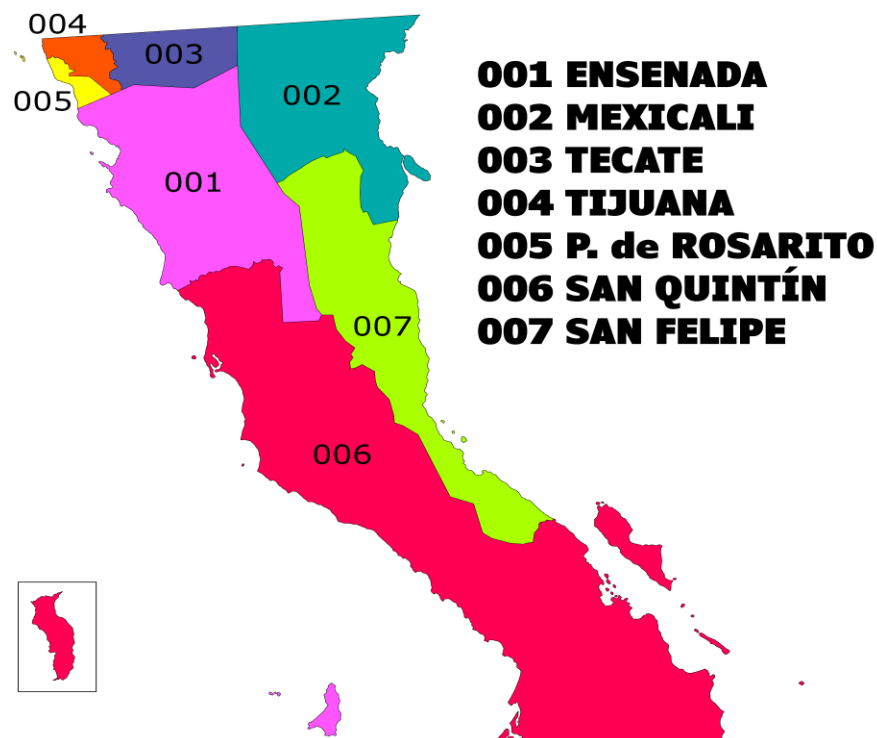 004
003
005
002
001
007
006
001 ENSENADA
002 MEXICALI
003 TECATE
004 TIJUANA
005 P. de ROSARITO
006 SAN QUINTÍN
007 SAN FELIPE